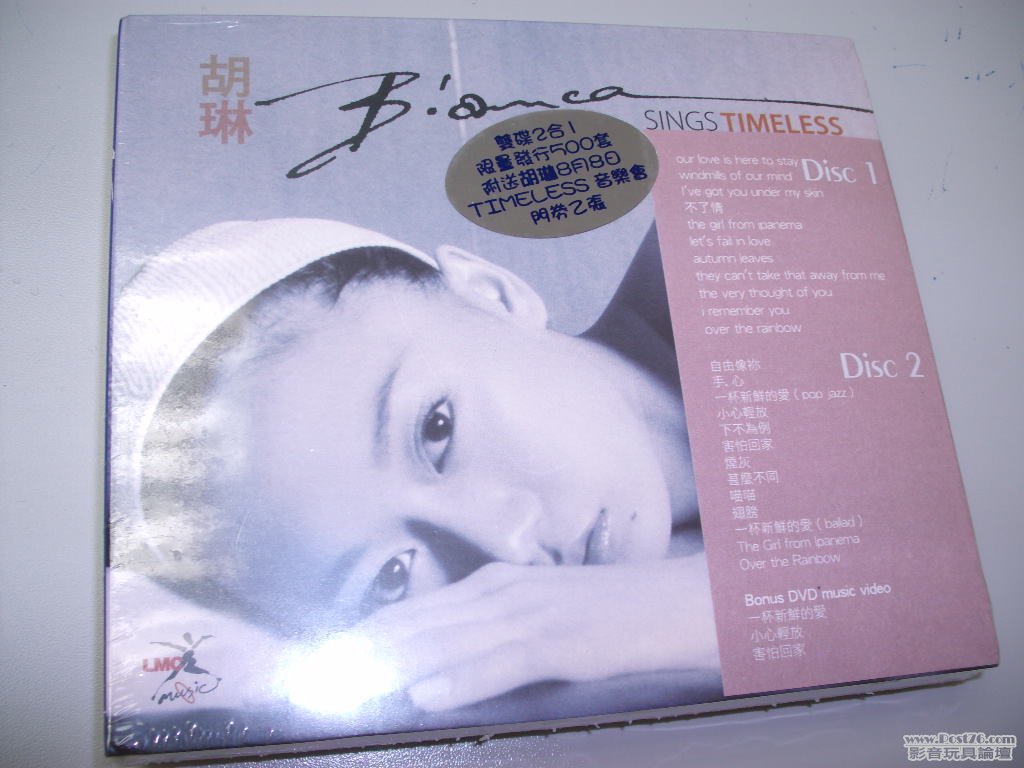 胡
琳
Bianca
SINGS TIMELESS
雙碟2合1
限量發行500套
附送胡琳8月8日
TIMELESS 音樂會
門券2張
Disc 1
our love is here to stay
windmills of our mind
I've got you under my skin
不了情
the girl from ipanema
let's fall in love
autumn leaves
they can't take that away from me
the very thought of you
i remember you
over the rainbow
Disc 2
自由像祢
手.心
一杯新鮮的愛 ( pop jazz )
小心輕放
下不為例
害怕回家
煙灰
甚麼不同
喵喵
翅膀
一杯新鮮的愛 ( ballad )
The Girl from Ipanema
Over the Rainbow
Bonus DVD music video
一杯新鮮的愛
小心輕放
害怕回家
LMC
music
www.Post76.com
影音玩具論壇